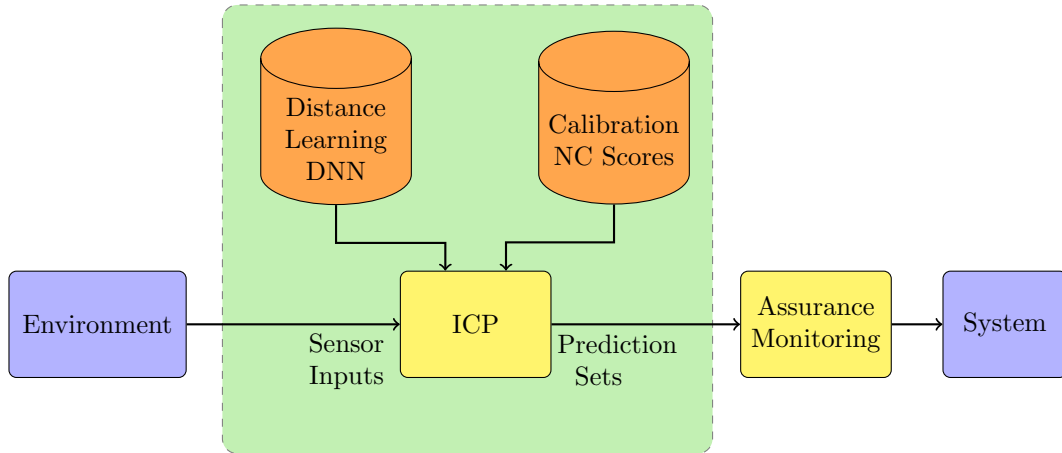 Distance
Learning
DNN
Calibration
NC Scores
Environment
Sensor
Inputs
ICP
Prediction
Sets
Assurance
Monitoring
System